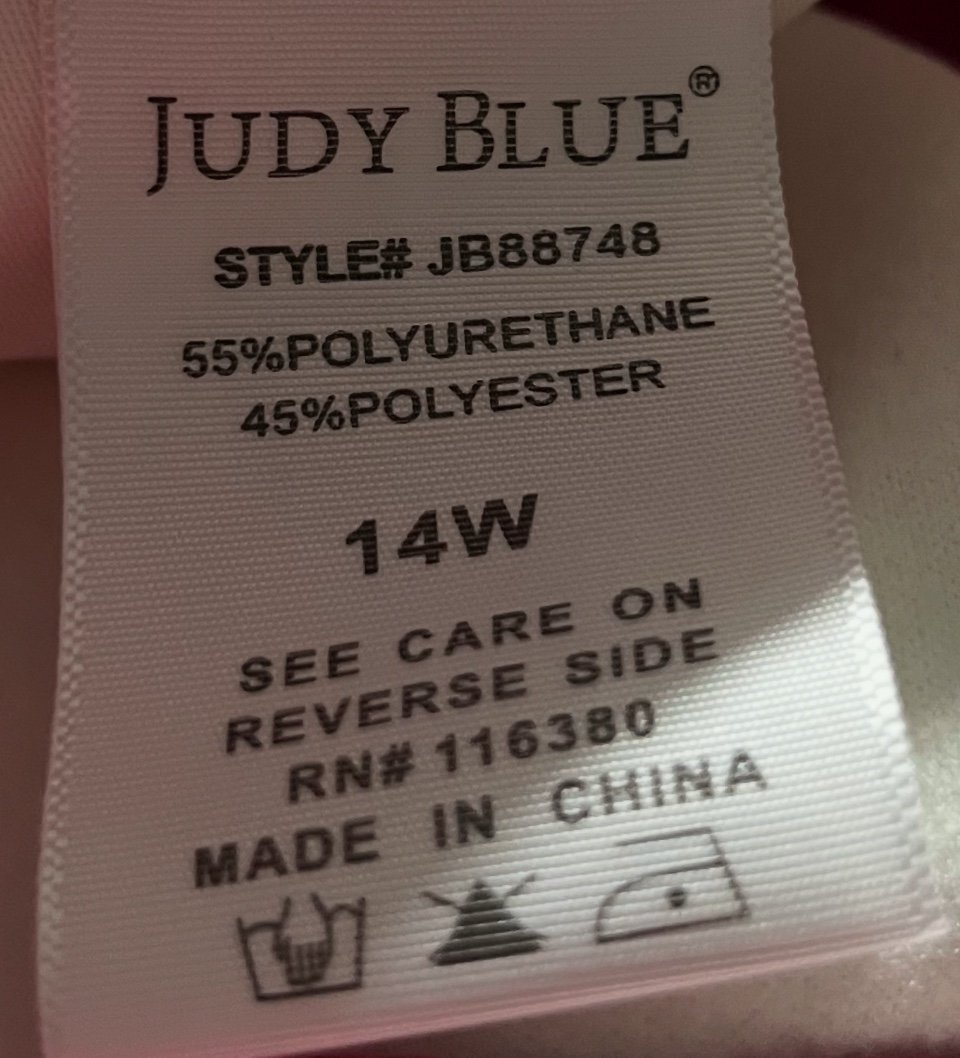 JUDY BLUE®
STYLE# JB88748
55%POLYURETHANE
45%POLYESTER
14W
SEE CARE ON
REVERSE SIDE
RN# 116380
MADE IN CHINA